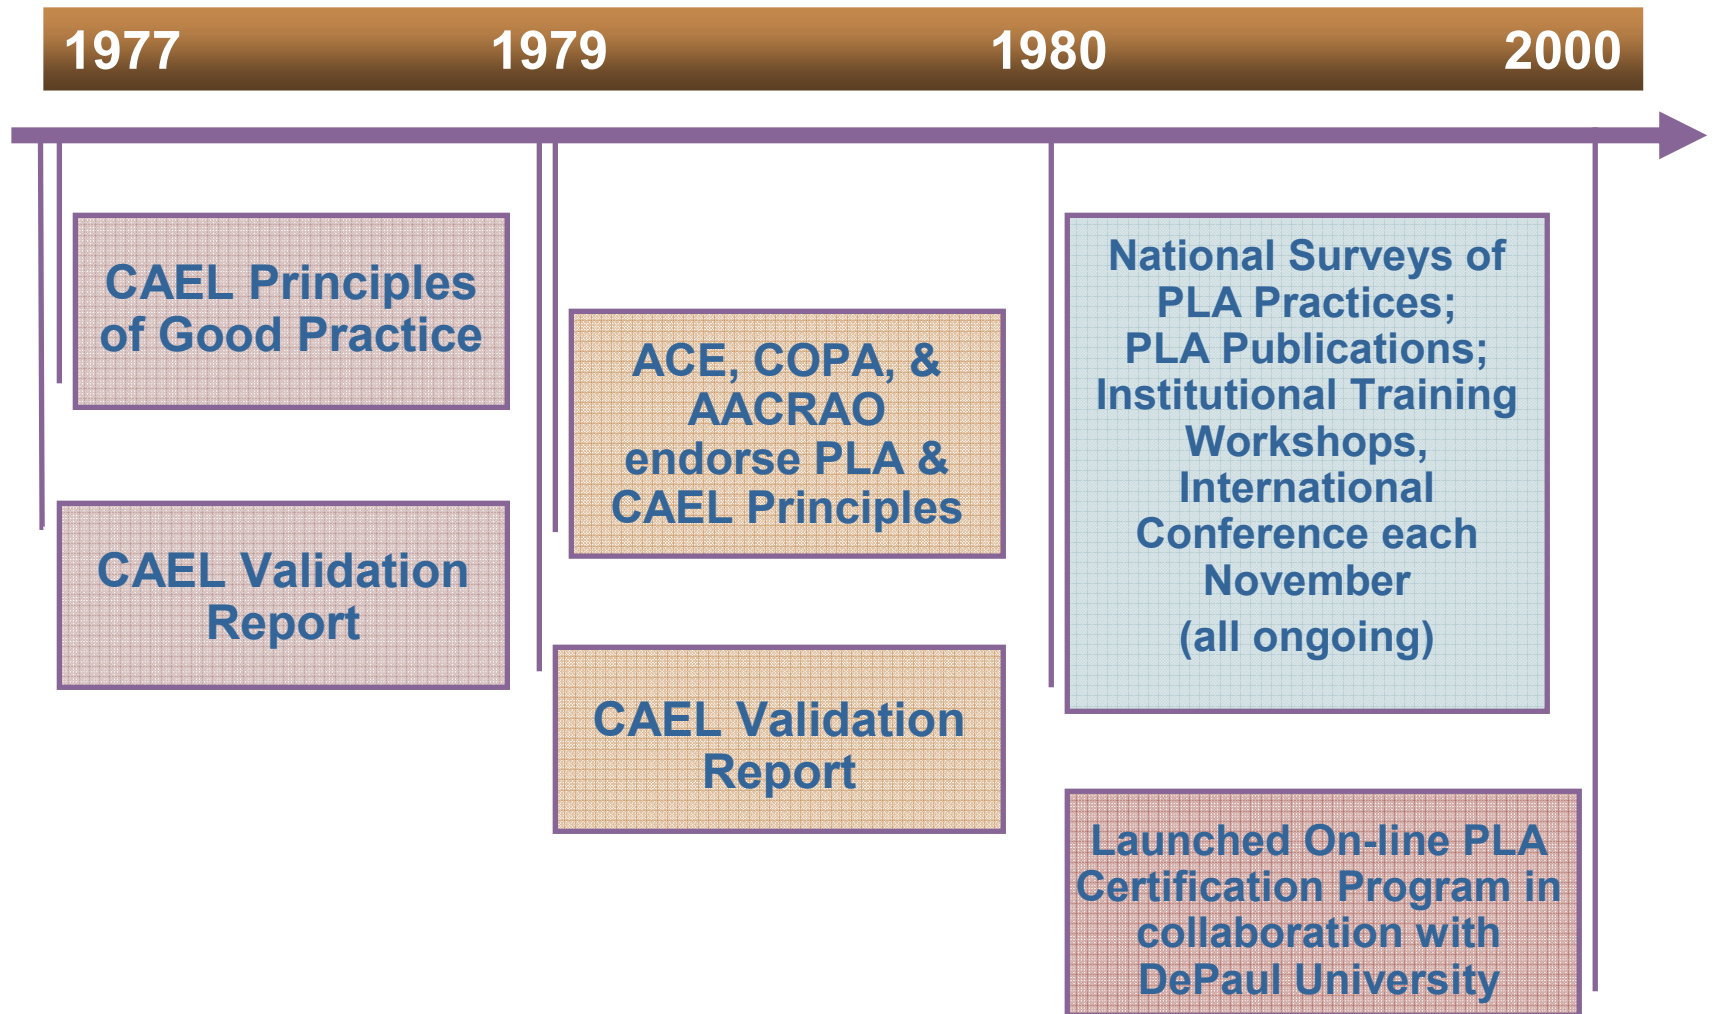 1977 1979 1980 2000
CAEL Principles
of Good Practice
CAEL Validation
Report
ACE, COPA, &
AACRAO
endorse PLA &
CAEL Principles
CAEL Validation
Report
National Surveys of
PLA Practices;
PLA Publications;
Institutional Training
Workshops,
International
Conference each
November
(all ongoing)
Launched On-line PLA
Certification Program in
collaboration with
DePaul University